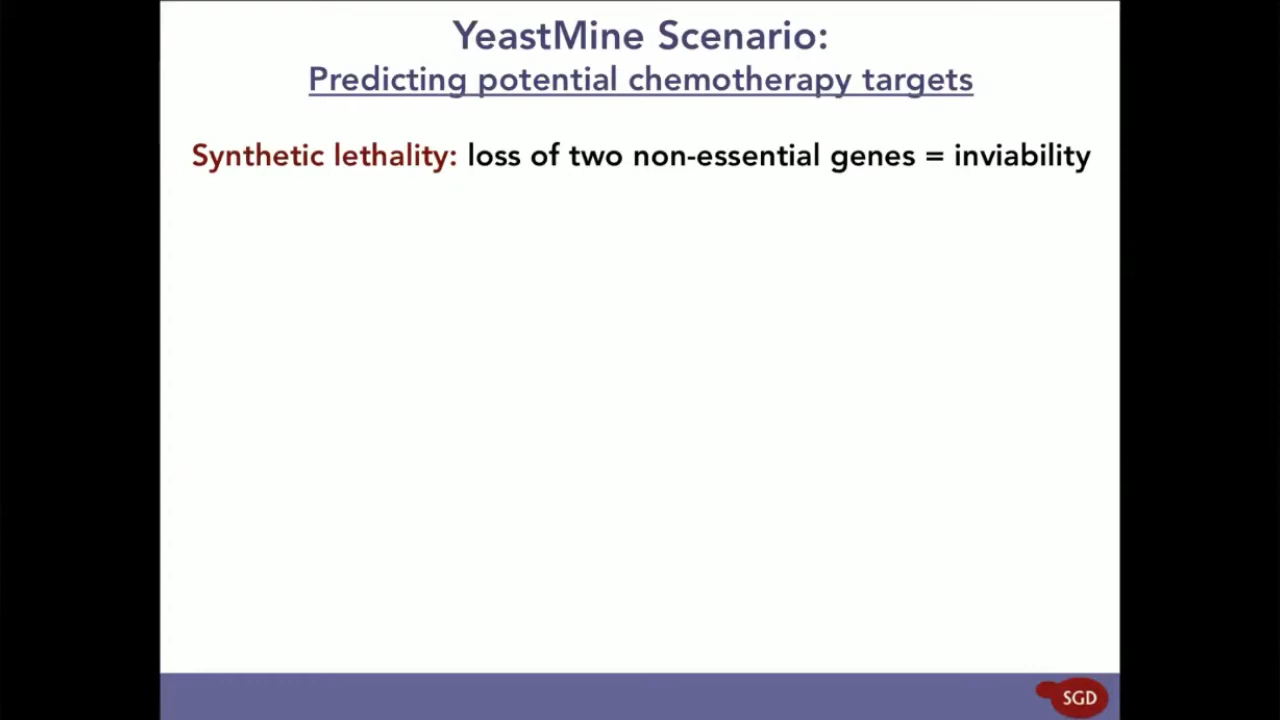 YeastMine Scenario:
Predicting potential chemotherapy targets
Synthetic lethality: loss of two non-essential genes = inviability
SGD